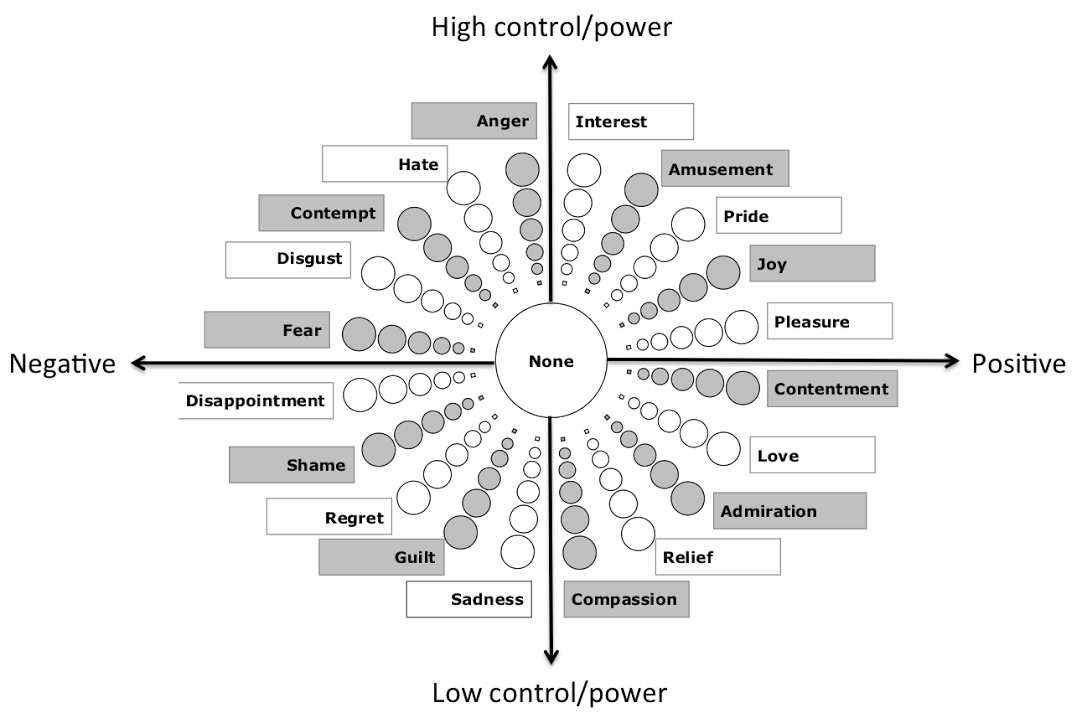 High control/power
Anger
Interest
Hate
Amusement
Contempt
Pride
Disgust
Joy
Fear
Pleasure
Negative
None
Positive
Disappointment
Contentment
Shame
Love
Regret
Admiration
Guilt
Relief
Sadness
Compassion
Low control/power